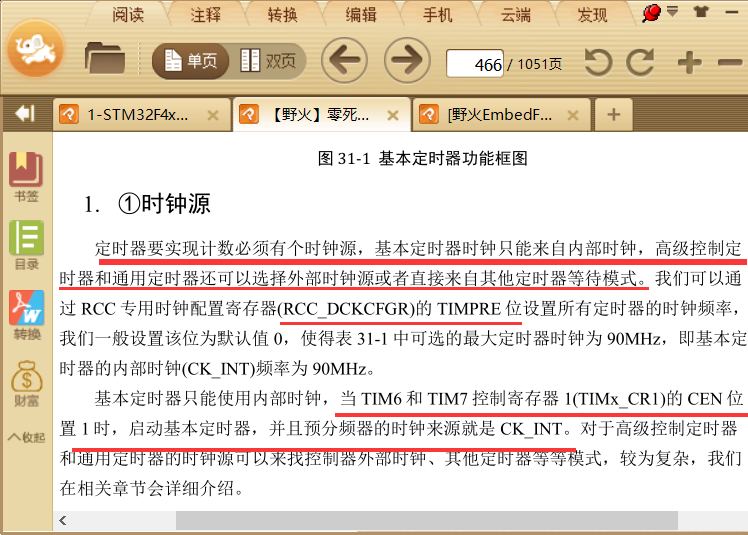 阅读 注释 转换 编辑 手机 云端 发现
单页 双页 466 / 1051页
1-STM32F4x... 【野火】零死... [野火EmbedF...
书签
目录
转换
财富
收起
图 31-1 基本定时器功能框图
1. ①时钟源
定时器要实现计数必须有个时钟源，基本定时器时钟只能来自内部时钟，高级控制定
时器和通用定时器还可以选择外部时钟源或者直接来自其他定时器等待模式。我们可以通
过 RCC 专用时钟配置寄存器(RCC_DCKCFGR)的 TIMPRE 位设置所有定时器的时钟频率，
我们一般设置该位为默认值 0，使得表 31-1 中可选的最大定时器时钟为 90MHz，即基本定
时器的内部时钟(CK_INT)频率为 90MHz。
基本定时器只能使用内部时钟，当 TIM6 和 TIM7 控制寄存器 1(TIMx_CR1)的 CEN 位
置 1 时，启动基本定时器，并且预分频器的时钟来源就是 CK_INT。对于高级控制定时器
和通用定时器的时钟源可以来找控制器外部时钟、其他定时器等等模式，较为复杂，我们
在相关章节会详细介绍。